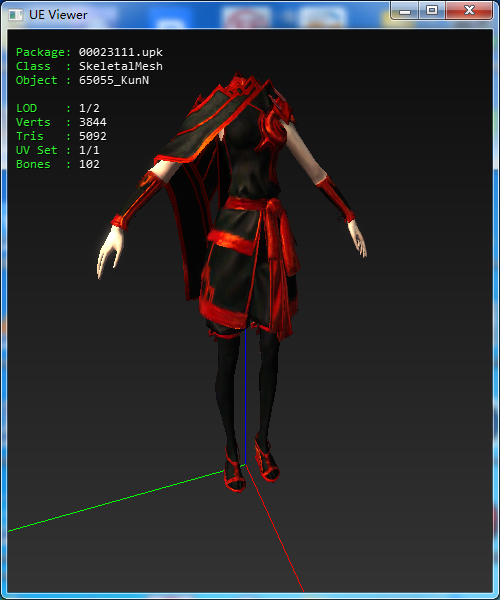 UE Viewer
Package: 00023111.upk
Class : SkeletalMesh
Object : 65055_KunN
LOD : 1/2
Verts : 3844
Tris : 5092
UV Set : 1/1
Bones : 102